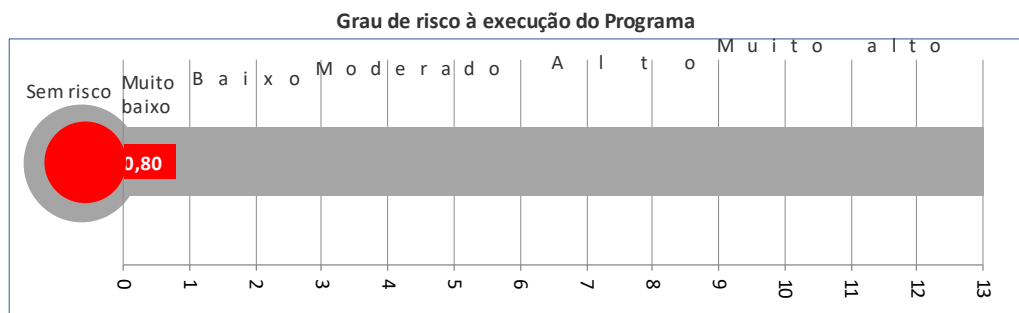 Grau de risco à execução do Programa
Sem risco
Muito baixo
Baixo
Moderado
Alto
Muito alto
0,80
0 1 2 3 4 5 6 7 8 9 10 11 12 13